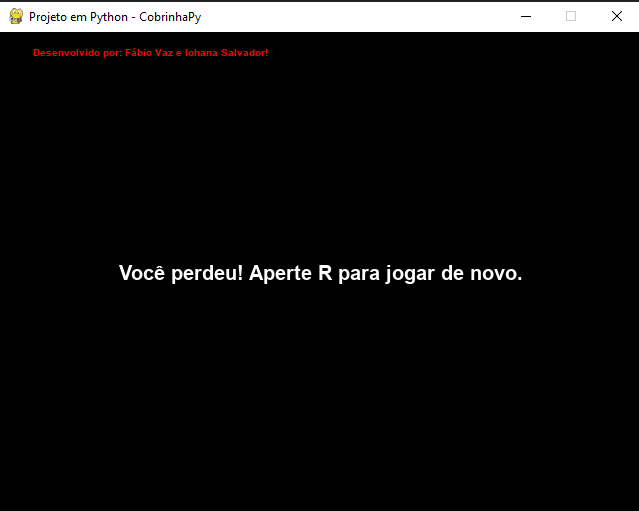 Projeto em Python - CobrinhaPy
Desenvolvido por: Fábio Vaz e Iohana Salvador!
Você perdeu! Aperte R para jogar de novo.